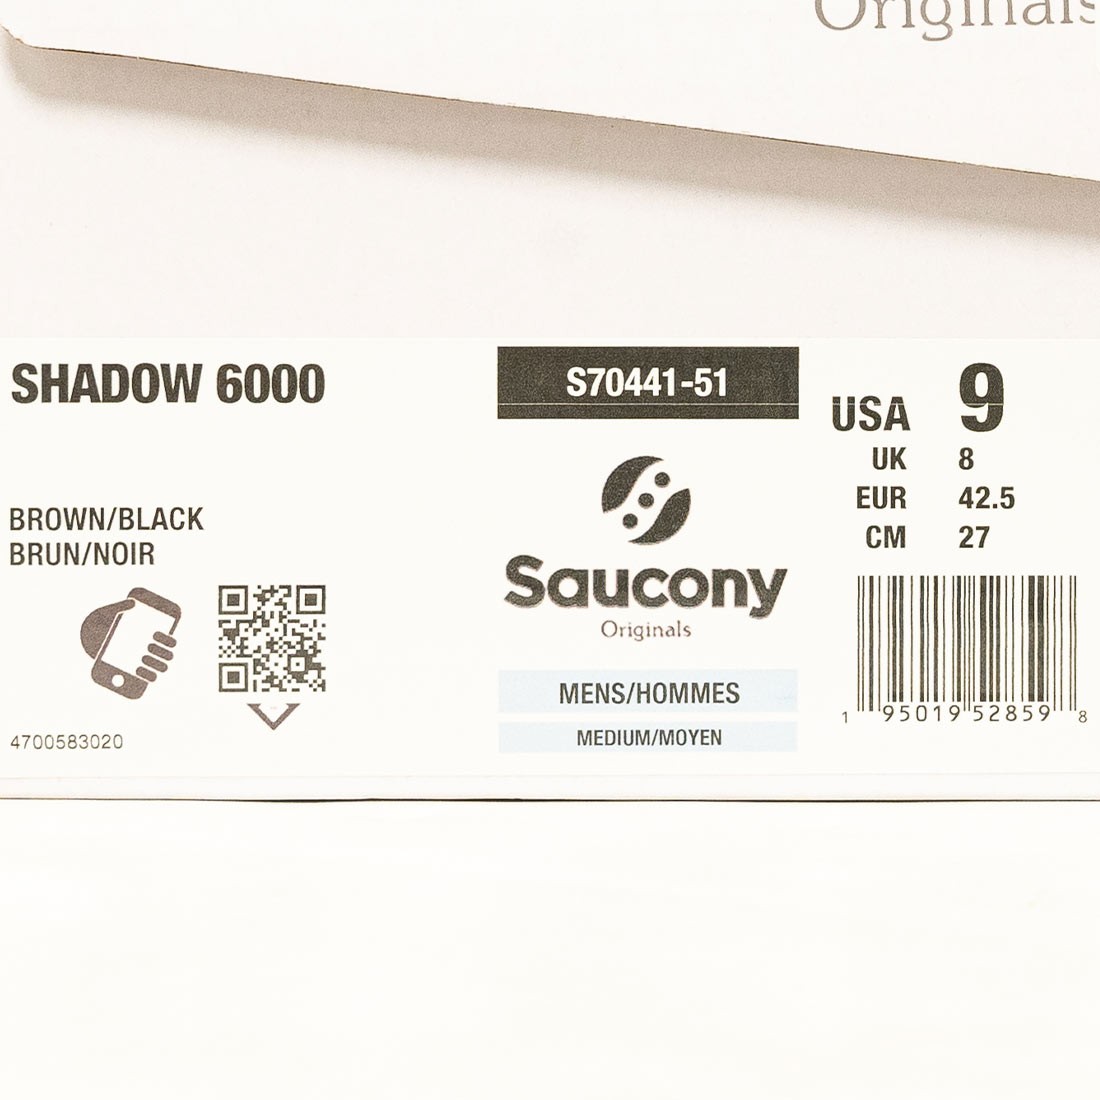 Originals
SHADOW 6000
BROWN/BLACK
BRUN/NOIR
4700583020
S70441-51
Saucony
Originals
MENS/HOMMES
MEDIUM/MOYEN
USA 9
UK 8
EUR 42.5
CM 27
1 95019 52859 8